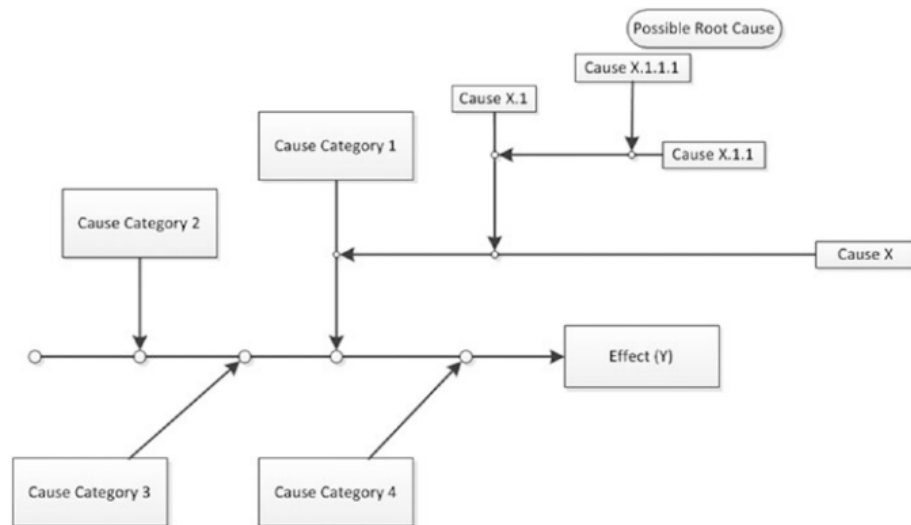 Possible Root Cause
Cause X.1.1.1
Cause X.1
Cause Category 1
Cause X.1.1
Cause Category 2
Cause X
Effect (Y)
Cause Category 3
Cause Category 4